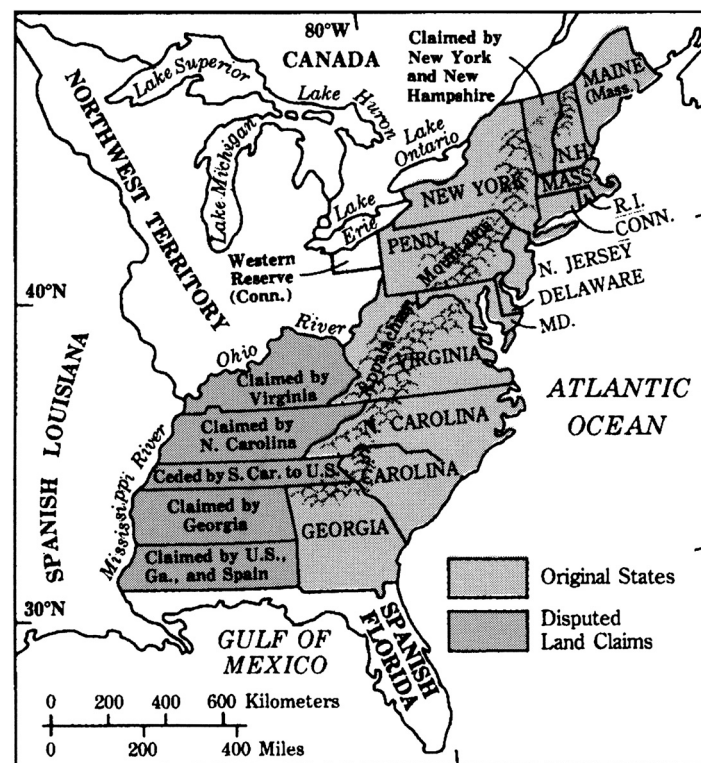 80°W
CANADA
Claimed by
New York
and New
Hampshire
MAINE
(Mass.
Lake Superior
Lake Huron
Lake Michigan
Lake
Ontario
NORTHWEST TERRITORY
N.H.
MASS.
NEW YORK
R.I.
CONN.
Lake
Erie
PENN.
Western
Reserve
(Conn.)
N. JERSEY
DELAWARE
MD.
40°N
Appalachian Mountains
Ohio River
VIRGINIA
Claimed by
Virginia
SPANISH LOUISIANA
ATLANTIC
OCEAN
Claimed by
N. Carolina
N. CAROLINA
Mississippi River
Ceded by S. Car. to U.S.
CAROLINA
Claimed by
Georgia
GEORGIA
Claimed by U.S.,
Ga., and Spain
Original States
Disputed
Land Claims
30°N
GULF OF
MEXICO
SPANISH
FLORIDA
0 200 400 600 Kilometers
0 200 400 Miles